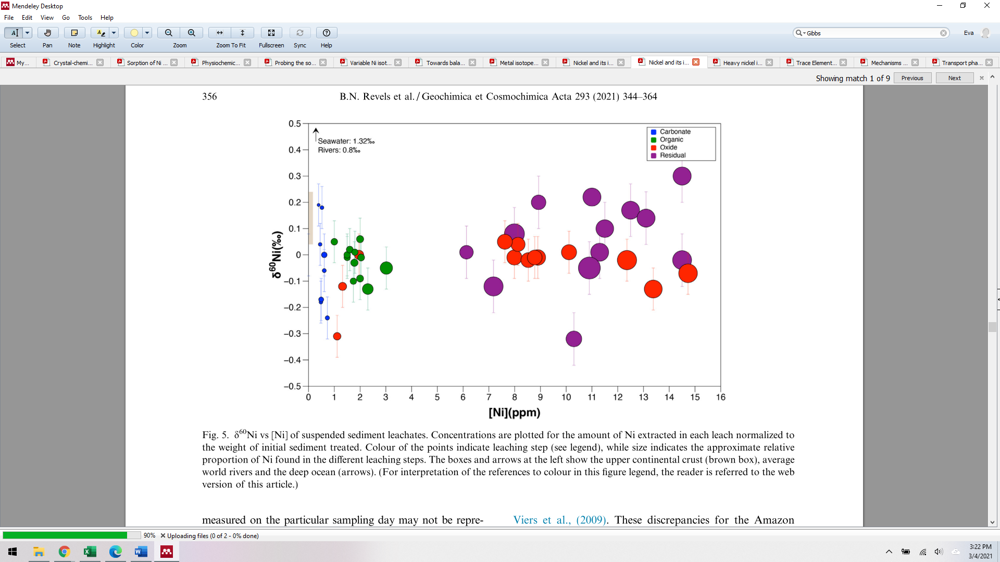 Mendeley Desktop
File Edit View Go Tools Help
Select Pan Note Highlight Color Zoom Zoom To Fit Fullscreen Sync Help
Gibbs
Eva
My... Crystal-chemi... Sorption of Ni ... Physiochemic... Probing the so... Variable Ni isot... Towards bala... Metal isotope... Nickel and its i... Nickel and its i... Heavy nickel i... Trace Element... Mechanisms ... Transport pha...
Showing match 1 of 9 Previous Next
356 B.N. Revels et al. / Geochimica et Cosmochimica Acta 293 (2021) 344–364
0.5
0.4
0.3
0.2
0.1
0
−0.1
−0.2
−0.3
−0.4
−0.5
Seawater: 1.32‰
Rivers: 0.8‰
Carbonate
Organic
Oxide
Residual
δ⁶⁰Ni(‰)
0 1 2 3 4 5 6 7 8 9 10 11 12 13 14 15 16
[Ni](ppm)
Fig. 5. δ⁶⁰Ni vs [Ni] of suspended sediment leachates. Concentrations are plotted for the amount of Ni extracted in each leach normalized to
the weight of initial sediment treated. Colour of the points indicate leaching step (see legend), while size indicates the approximate relative
proportion of Ni found in the different leaching steps. The boxes and arrows at the left show the upper continental crust (brown box), average
world rivers and the deep ocean (arrows). (For interpretation of the references to colour in this figure legend, the reader is referred to the web
version of this article.)
measured on the particular sampling day may not be repre-
Viers et al., (2009). These discrepancies for the Amazon
90% Uploading files (0 of 2 - 0% done)
3:22 PM
3/4/2021